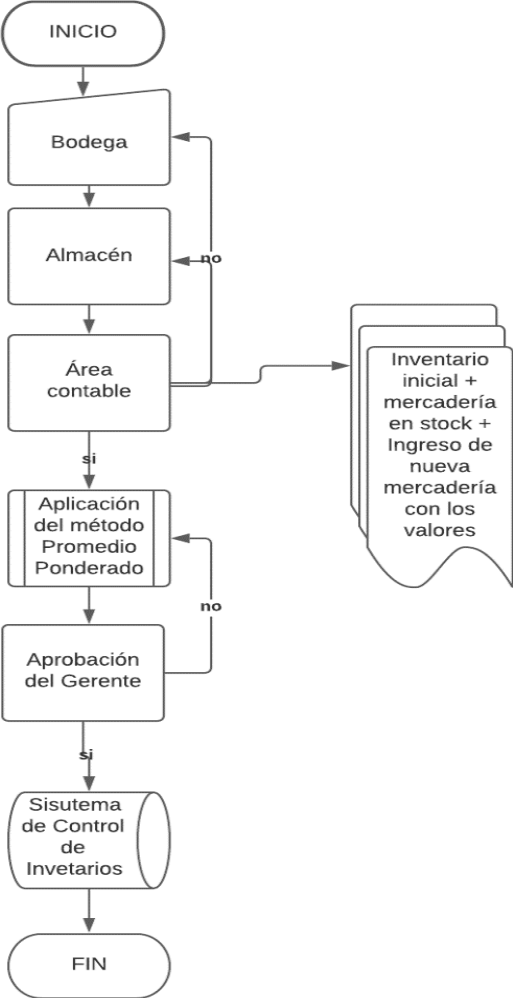 INICIO
Bodega
no
Almacén
Área
contable
Inventario
inicial +
mercadería
en stock +
Ingreso de
nueva
mercadería
con los
valores
si
Aplicación
del método
Promedio
Ponderado
no
Aprobación
del Gerente
si
Sisutema
de Control
de
Invetarios
FIN